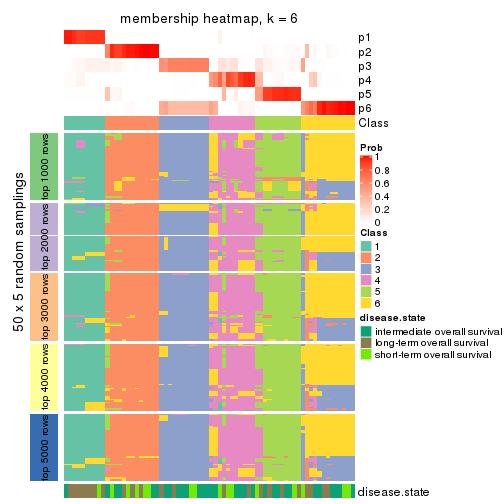 membership heatmap, k = 6
p1
p2
p3
p4
p5
p6
Class
50 x 5 random samplings
top 1000 rows
top 2000 rows
top 3000 rows
top 4000 rows
top 5000 rows
Prob
1
0.8
0.6
0.4
0.2
0
Class
1
2
3
4
5
6
disease.state
intermediate overall survival
long-term overall survival
short-term overall survival
disease.state